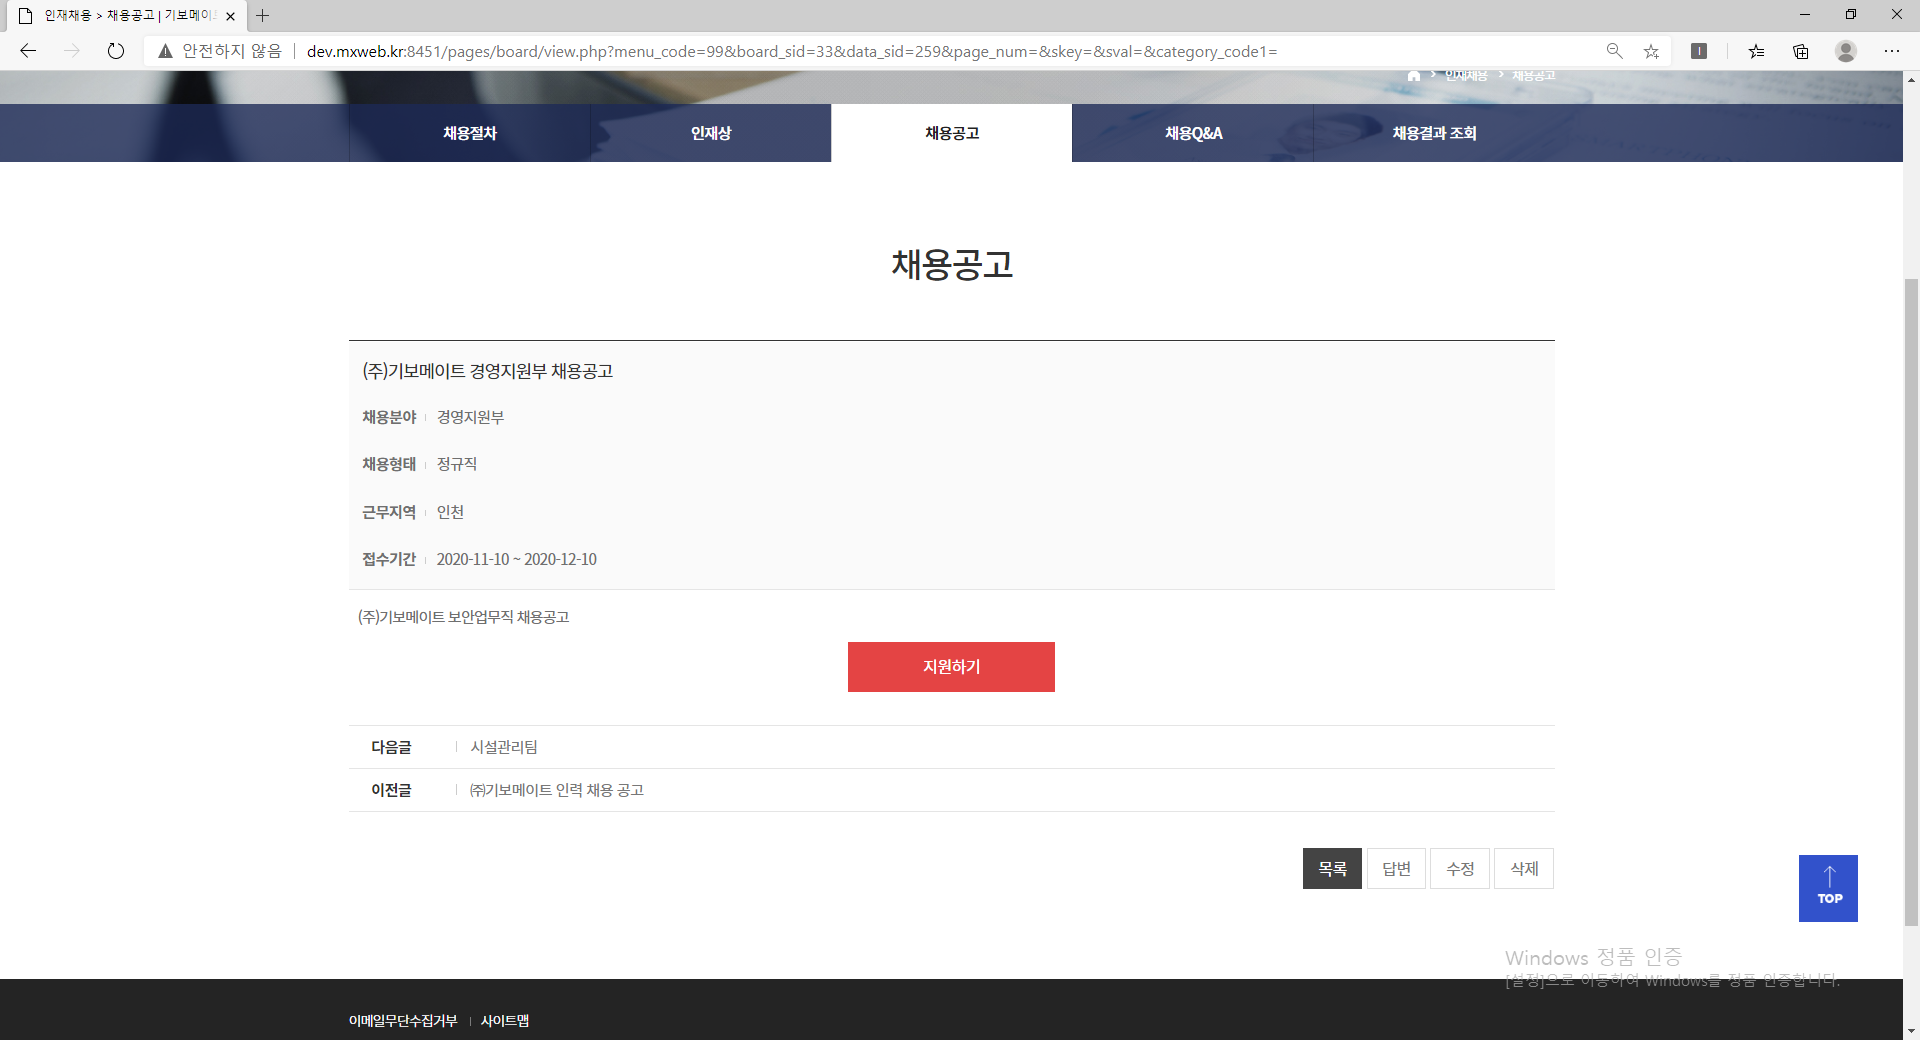 인재채용 > 채용공고 | 기보메이트
안전하지 않음
dev.mxweb.kr:8451/pages/board/view.php?menu_code=99&board_sid=33&data_sid=259&page_num=&skey=&sval=&category_code1=
인재채용 > 채용공고
채용절차
인재상
채용공고
채용Q&A
채용결과 조회
채용공고
(주)기보메이트 경영지원부 채용공고
채용분야 경영지원부
채용형태 정규직
근무지역 인천
접수기간 2020-11-10 ~ 2020-12-10
(주)기보메이트 보안업무직 채용공고
지원하기
다음글 시설관리팀
이전글 ㈜기보메이트 인력 채용 공고
목록 답변 수정 삭제
TOP
Windows 정품 인증
[설정]으로 이동하여 Windows를 정품 인증합니다.
이메일무단수집거부 | 사이트맵